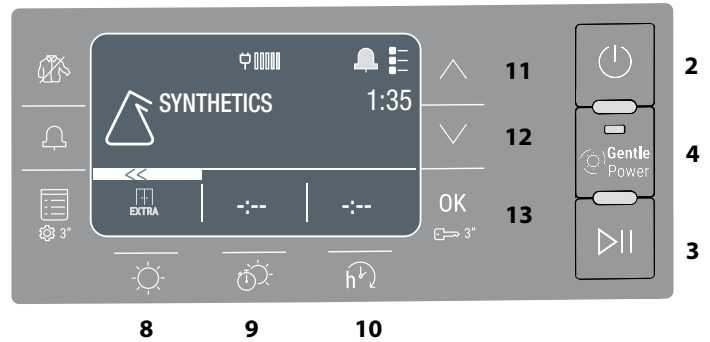 SYNTHETICS
1:35
<<
EXTRA
-:--
-:--
OK
3"
3"
h
Gentle
Power
11
12
13
2
4
3
8
9
10